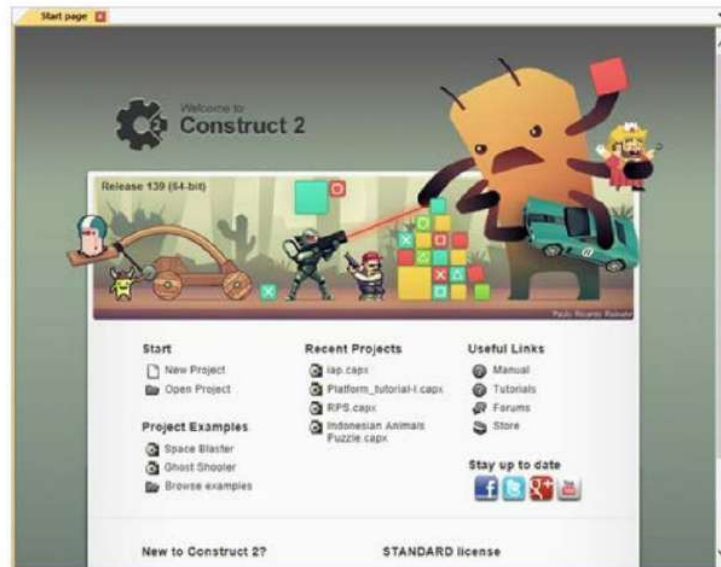 Start page
Welcome to
Construct 2
Release 139 (64-bit)
Start
New Project
Open Project
Project Examples
Space Blaster
Ghost Shooter
Browse examples
Recent Projects
iap.capx
Platform_tutorial-I.capx
RPS.capx
Indonesian Animals
Puzzle.capx
Useful Links
Manual
Tutorials
Forums
Store
Stay up to date
New to Construct 2?
STANDARD license